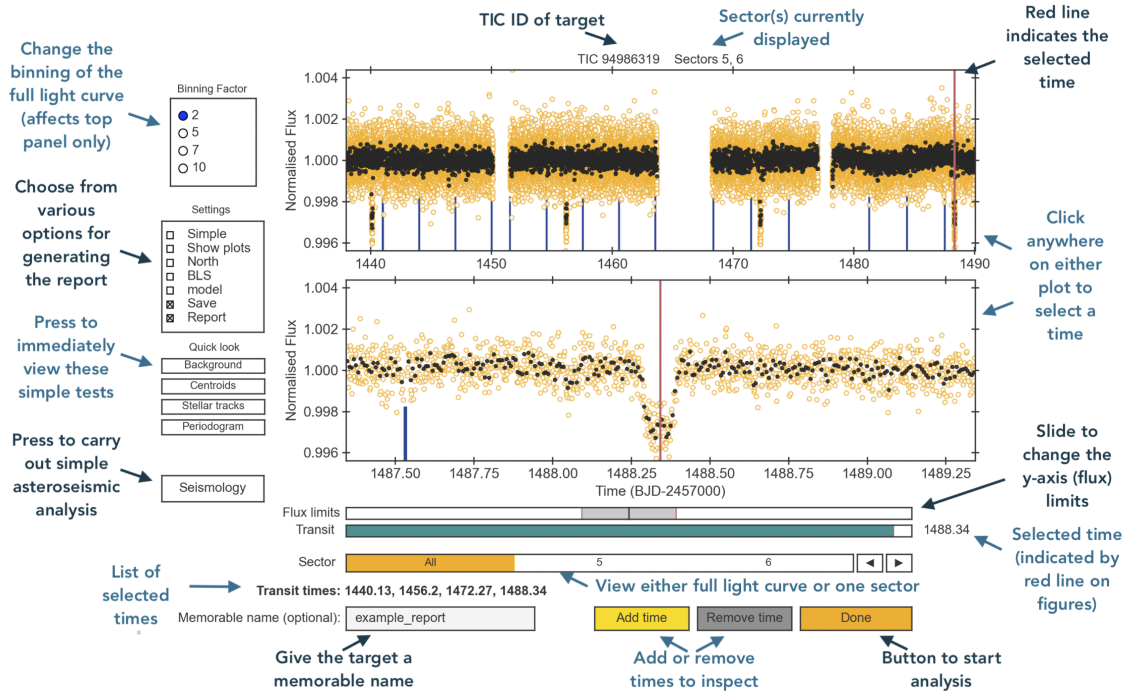 TIC ID of target
Sector(s) currently
displayed
Red line
indicates the
selected
time
Change the
binning of the
full light curve
(affects top
panel only)
TIC 94986319 Sectors 5, 6
Binning Factor
2
5
7
10
Normalised Flux
1.004
1.002
1.000
0.998
0.996
1440
1450
1460
1470
1480
1490
Choose from
various
options for
generating
the report
Settings
Simple
Show plots
North
BLS
model
Save
Report
Click
anywhere
on either
plot to
select a
time
Press to
immediately
view these
simple tests
Quick look
Background
Centroids
Stellar tracks
Periodogram
Normalised Flux
1.004
1.002
1.000
0.998
0.996
1487.50
1487.75
1488.00
1488.25
1488.50
1488.75
1489.00
1489.25
Time (BJD-2457000)
Press to carry
out simple
asteroseismic
analysis
Seismology
Slide to
change the
y-axis (flux)
limits
Flux limits
Transit
1488.34
Selected time
(indicated by
red line on
figures)
Sector
All
5
6
◄
►
List of
selected
times
View either full light curve or one sector
Transit times: 1440.13, 1456.2, 1472.27, 1488.34
Memorable name (optional):
example_report
Add time
Remove time
Done
Give the target a
memorable name
Add or remove
times to inspect
Button to start
analysis